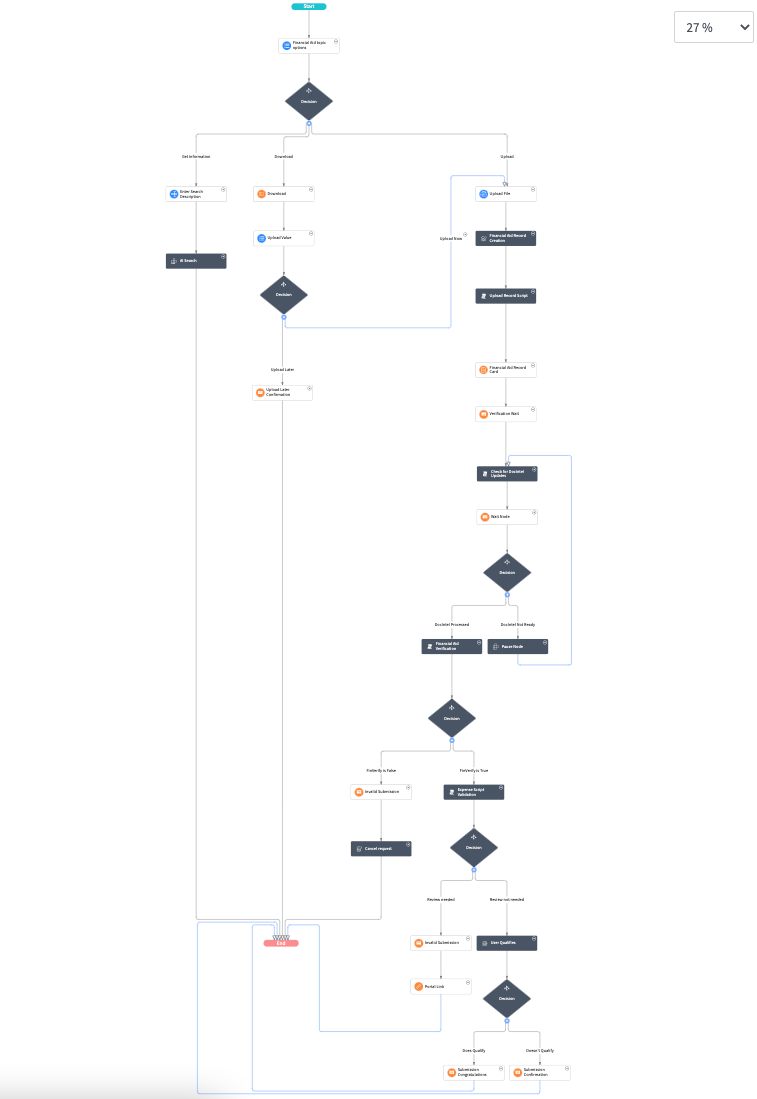 Start
27 %
Financial Aid topic
options
Decision
Get Information
Download
Upload
Enter Search
Description
Download
Upload File
Upload Value
Upload Now
Financial Aid Record
Creation
AI Search
Decision
Upload Record Script
Upload Later
Financial Aid Record
Card
Upload Later
Confirmation
Verification Wait
Check for DocIntel
Updates
Wait Node
Decision
DocIntel Processed
DocIntel Not Ready
Financial Aid
Verification
Pause Node
Decision
FinVerify is False
FinVerify is True
Invalid Submission
Expense Script
Validation
Cancel request
Decision
Review needed
Review not needed
End
Invalid Submission
User Qualifies
Portal Link
Decision
Does Qualify
Doesn't Qualify
Submission
Congratulations
Submission
Confirmation